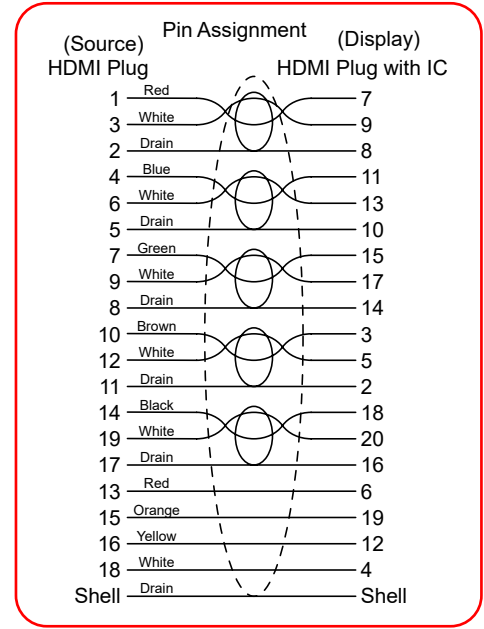 Pin Assignment
(Source) (Display)
HDMI Plug HDMI Plug with IC
1 Red 7
3 White 9
2 Drain 8
4 Blue 11
6 White 13
5 Drain 10
7 Green 15
9 White 17
8 Drain 14
10 Brown 3
12 White 5
11 Drain 2
14 Black 18
19 White 20
17 Drain 16
13 Red 6
15 Orange 19
16 Yellow 12
18 White 4
Shell Drain Shell